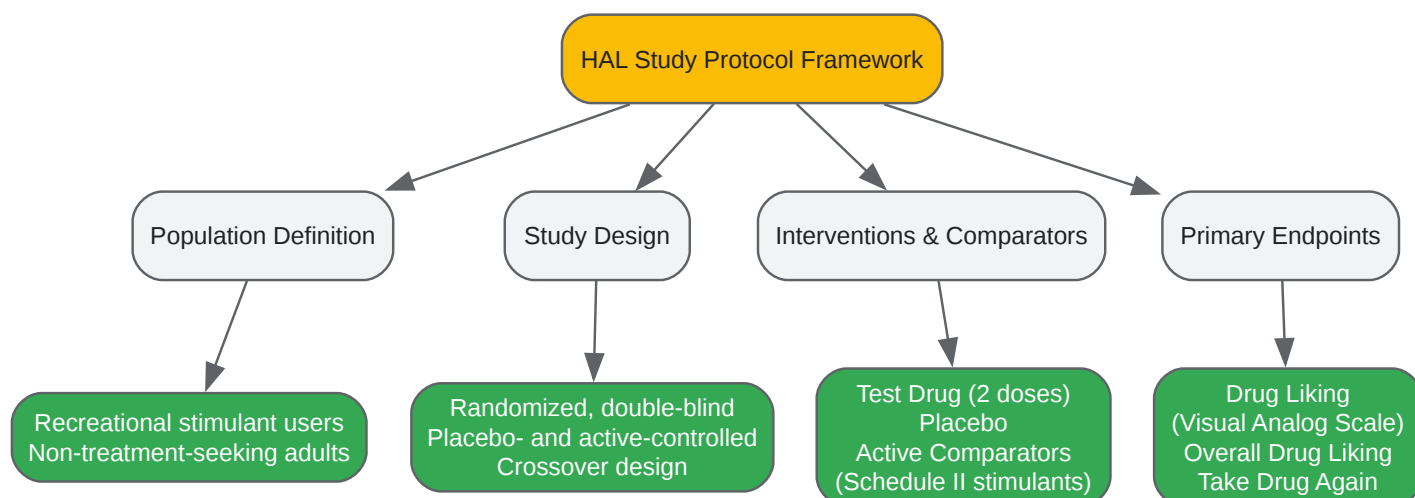 HAL Study Protocol Framework
Population Definition
Study Design
Interventions & Comparators
Primary Endpoints
Recreational stimulant users
Non-treatment-seeking adults
Randomized, double-blind
Placebo- and active-controlled
Crossover design
Test Drug (2 doses)
Placebo
Active Comparators
(Schedule II stimulants)
Drug Liking
(Visual Analog Scale)
Overall Drug Liking
Take Drug Again